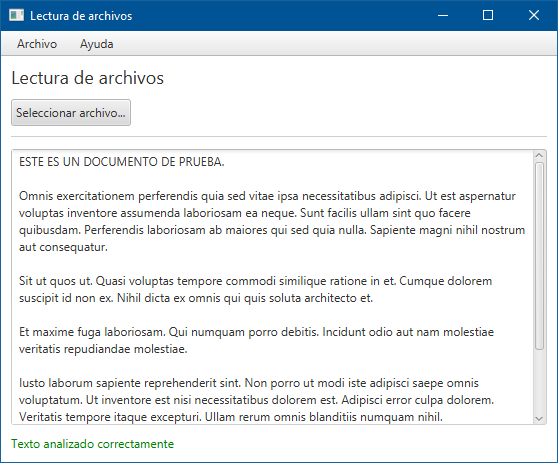 Lectura de archivos
Archivo Ayuda
Lectura de archivos
Seleccionar archivo...
ESTE ES UN DOCUMENTO DE PRUEBA.
Omnis exercitationem perferendis quia sed vitae ipsa necessitatibus adipisci. Ut est aspernatur
voluptas inventore assumenda laboriosam ea neque. Sunt facilis ullam sint quo facere
quibusdam. Perferendis laboriosam ab maiores qui sed quia nulla. Sapiente magni nihil nostrum
aut consequatur.
Sit ut quos ut. Quasi voluptas tempore commodi similique ratione in et. Cumque dolorem
suscipit id non ex. Nihil dicta ex omnis qui quis soluta architecto et.
Et maxime fuga laboriosam. Qui numquam porro debitis. Incidunt odio aut nam molestiae
veritatis repudiandae molestiae.
Iusto laborum sapiente reprehenderit sint. Non porro ut modi iste adipisci saepe omnis
voluptatum. Ut inventore est nisi necessitatibus dolorem est. Adipisci error culpa dolorem.
Veritatis tempore itaque excepturi. Ullam rerum omnis blanditiis numquam nihil.
Texto analizado correctamente